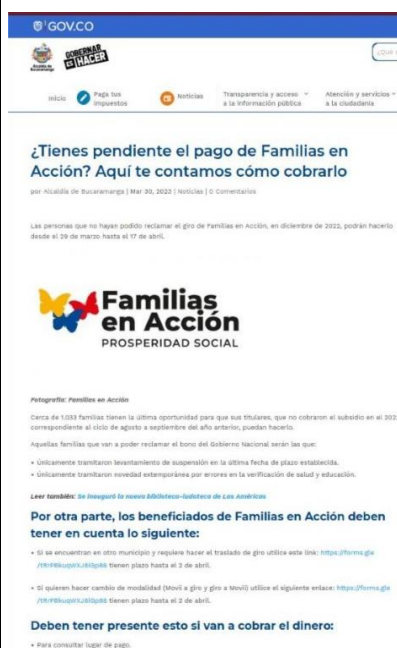 GOV.CO
Alcaldía de
Bucaramanga
GOBERNAR
ES HACER
¿Qué
Inicio
Paga tus
impuestos
Noticias
Transparencia y acceso
a la información pública
Atención y servicios
a la ciudadanía
¿Tienes pendiente el pago de Familias en
Acción? Aquí te contamos cómo cobrarlo
por Alcaldía de Bucaramanga | Mar 30, 2022 | Noticias | 0 Comentarios
Las personas que no hayan podido reclamar el giro de Familias en Acción, en diciembre de 2022, podrán hacerlo
desde el 29 de marzo hasta el 17 de abril.
Familias
en Acción
PROSPERIDAD SOCIAL
Fotografía: Familias en Acción
Cerca de 1.033 familias tienen la última oportunidad para que sus titulares, que no cobraron el subsidio en el 202
correspondiente al ciclo de agosto a septiembre del año anterior, puedan hacerlo.
Aquellas familias que van a poder reclamar el bono del Gobierno Nacional serán las que:
• Únicamente tramitaron levantamiento de suspensión en la última fecha de plazo establecida.
• Únicamente tramitaron novedad extemporánea por errores en la verificación de salud y educación.
Leer también: Se inauguró la nueva biblioteca-ludoteca de Las Américas
Por otra parte, los beneficiados de Familias en Acción deben
tener en cuenta lo siguiente:
• Si se encuentran en otro municipio y requiere hacer el traslado de giro utilice este link: https://forms.gle
tienen plazo hasta el 3 de abril.
• Si quieren hacer cambio de modalidad (Movii a giro y giro a Movii) utilice el siguiente enlace: https://forms.gle
tienen plazo hasta el 2 de abril.
Deben tener presente esto si van a cobrar el dinero:
• Para consultar lugar de pago.